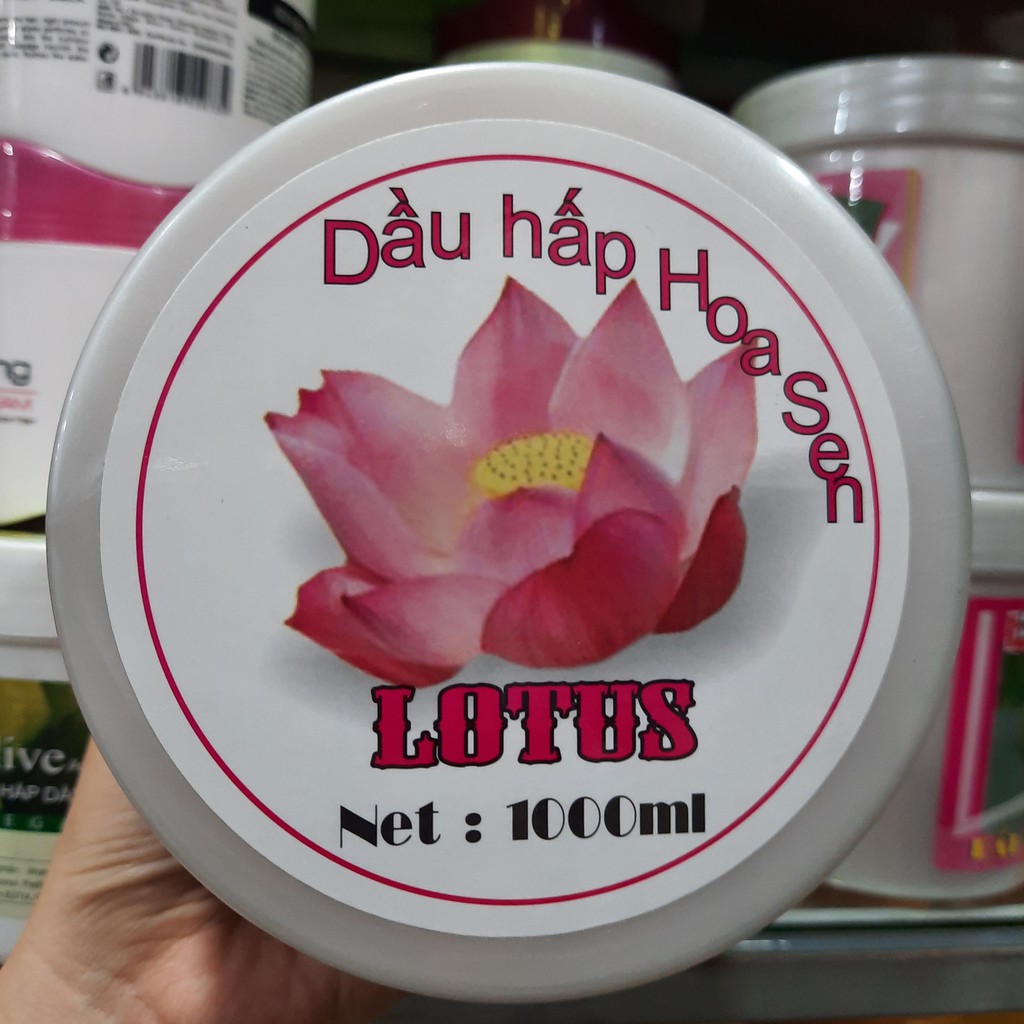 Dầu hấp Hoa Sen
LOTUS
Net : 1000ml